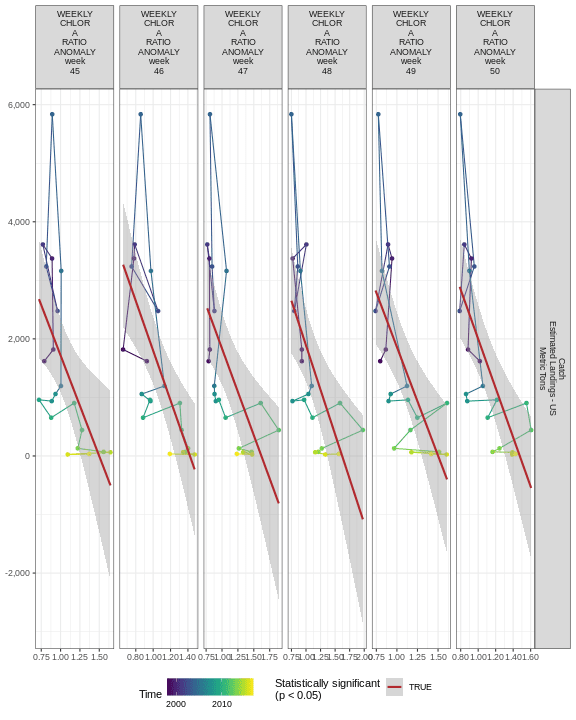 WEEKLY
CHLOR
A
RATIO
ANOMALY
week
45
WEEKLY
CHLOR
A
RATIO
ANOMALY
week
46
WEEKLY
CHLOR
A
RATIO
ANOMALY
week
47
WEEKLY
CHLOR
A
RATIO
ANOMALY
week
48
WEEKLY
CHLOR
A
RATIO
ANOMALY
week
49
WEEKLY
CHLOR
A
RATIO
ANOMALY
week
50
6,000
4,000
2,000
0
-2,000
Catch
Estimated Landings - US
Metric Tons
0.75 1.00 1.25 1.50
0.80 1.00 1.20 1.40
0.75 1.00 1.25 1.50 1.75
0.75 1.00 1.25 1.50 1.75 2.00
0.75 1.00 1.25 1.50
0.80 1.00 1.20 1.40 1.60
Time
2000 2010
Statistically significant
(p < 0.05)
TRUE